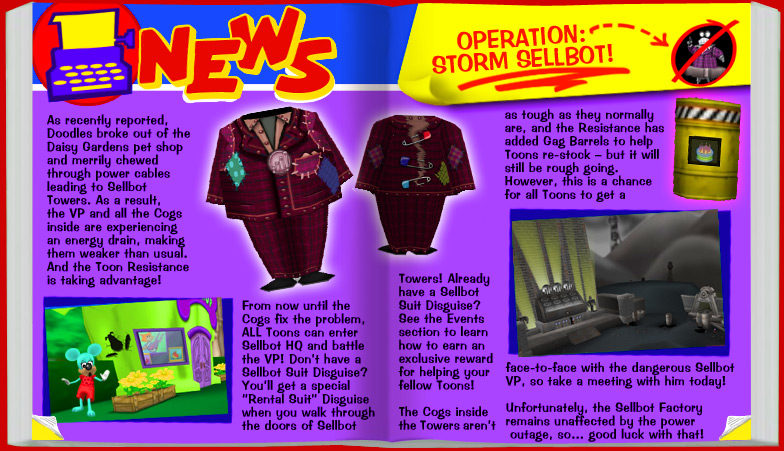 NEWS
OPERATION:
STORM SELLBOT!
As recently reported,
Doodles broke out of the
Daisy Gardens pet shop
and merrily chewed
through power cables
leading to Sellbot
Towers. As a result,
the VP and all the Cogs
inside are experiencing
an energy drain, making
them weaker than usual.
And the Toon Resistance
is taking advantage!
From now until the
Cogs fix the problem,
ALL Toons can enter
Sellbot HQ and battle
the VP! Don't have a
Sellbot Suit Disguise?
You'll get a special
"Rental Suit" Disguise
when you walk through
the doors of Sellbot
Towers! Already
have a Sellbot
Suit Disguise?
See the Events
section to learn
how to earn an
exclusive reward
for helping your
fellow Toons!
The Cogs inside
the Towers aren't
as tough as they normally
are, and the Resistance has
added Gag Barrels to help
Toons re-stock – but it will
still be rough going.
However, this is a chance
for all Toons to get a
face-to-face with the dangerous Sellbot
VP, so take a meeting with him today!
Unfortunately, the Sellbot Factory
remains unaffected by the power
outage, so... good luck with that!